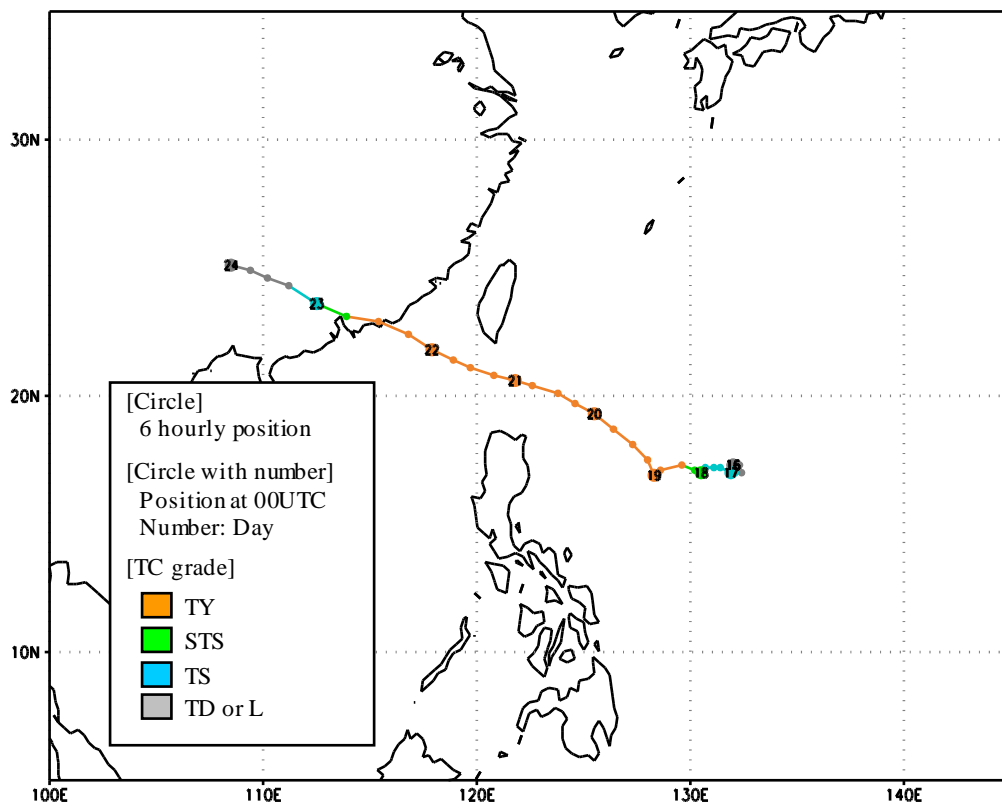 30N
20N
10N
100E
110E
120E
130E
140E
24
23
22
21
20
19
18
17
16
[Circle]
6 hourly position
[Circle with number]
Position at 00UTC
Number: Day
[TC grade]
TY
STS
TS
TD or L